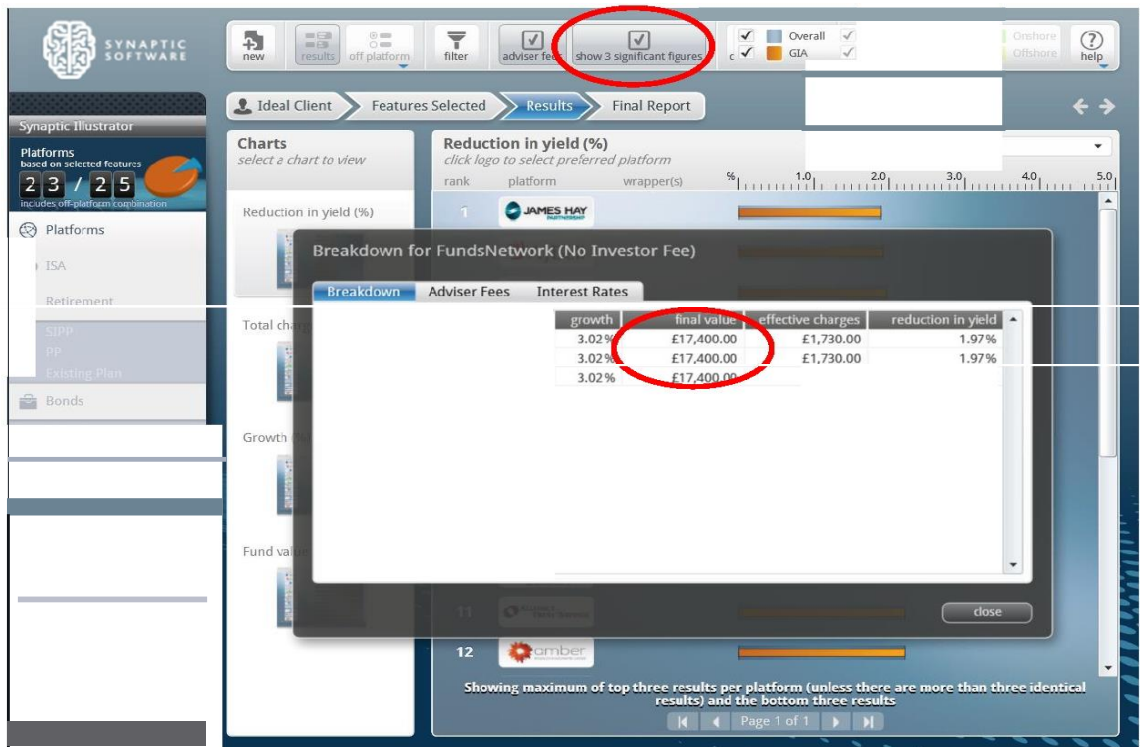 SYNAPTIC
SOFTWARE
new
results
off platform
filter
adviser fees
show 3 significant figures
c
Overall
GIA
Onshore
Offshore
help
Ideal Client
Features Selected
Results
Final Report
Synaptic Illustrator
Platforms
based on selected features
23 / 25
includes off-platform combination
Platforms
ISA
Retirement
SIPP
PP
Existing Plan
Bonds
Charts
select a chart to view
Reduction in yield (%)
Total char
Growth (%)
Fund val
Reduction in yield (%)
click logo to select preferred platform
rank platform wrapper(s) % 1.0 2.0 3.0 4.0 5.0
1 JAMES HAY
PARTNERSHIP
Breakdown for FundsNetwork (No Investor Fee)
Breakdown Adviser Fees Interest Rates
growth final value effective charges reduction in yield
3.02% £17,400.00 £1,730.00 1.97%
3.02% £17,400.00 £1,730.00 1.97%
3.02% £17,400.00
close
11
12 amber
Showing maximum of top three results per platform (unless there are more than three identical
results) and the bottom three results
Page 1 of 1